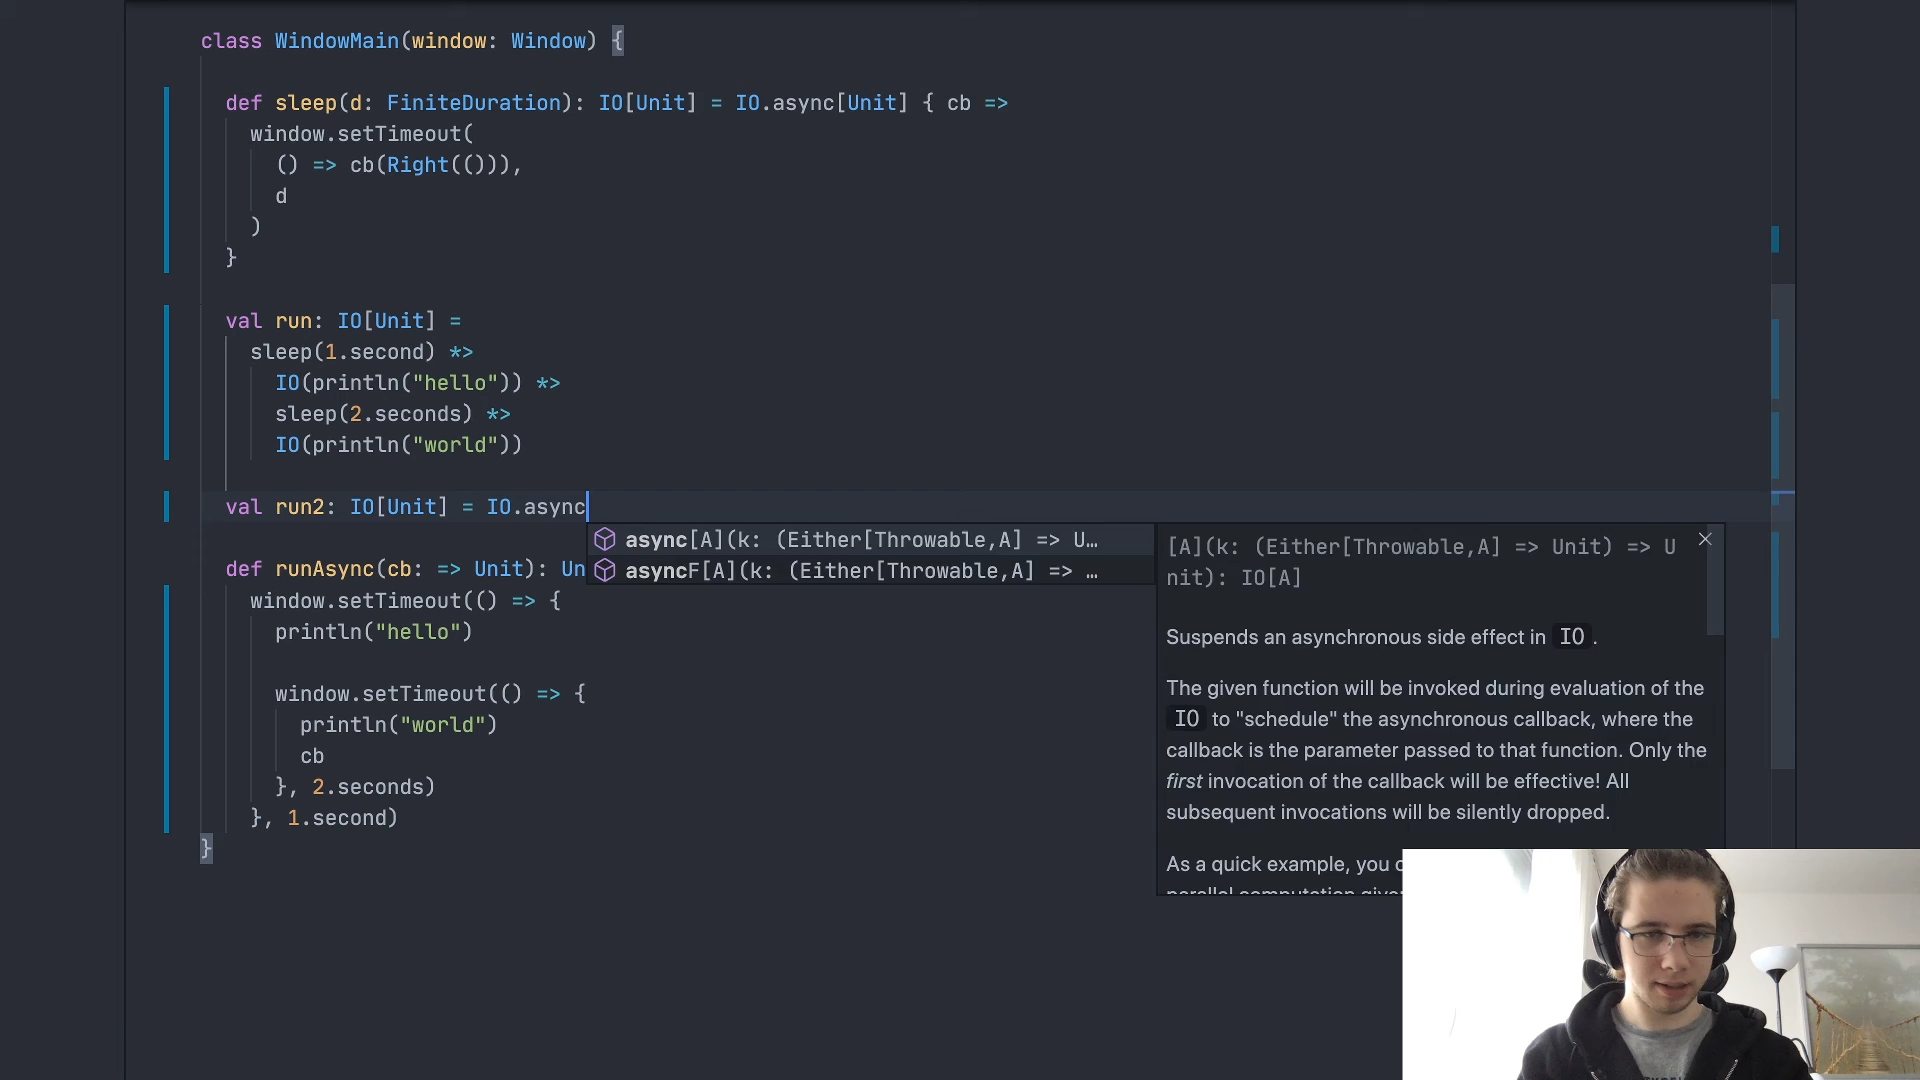 class WindowMain(window: Window) {
def sleep(d: FiniteDuration): IO[Unit] = IO.async[Unit] { cb =>
window.setTimeout(
() => cb(Right(())),
d
)
}
val run: IO[Unit] =
sleep(1.second) *>
IO(println("hello")) *>
sleep(2.seconds) *>
IO(println("world"))
val run2: IO[Unit] = IO.async
async[A](k: (Either[Throwable,A] => U…
asyncF[A](k: (Either[Throwable,A] => …
def runAsync(cb: => Unit): Un
window.setTimeout(() => {
println("hello")
window.setTimeout(() => {
println("world")
cb
}, 2.seconds)
}, 1.second)
}
[A](k: (Either[Throwable,A] => Unit) => U
nit): IO[A]
Suspends an asynchronous side effect in IO.
The given function will be invoked during evaluation of the
IO to "schedule" the asynchronous callback, where the
callback is the parameter passed to that function. Only the
first invocation of the callback will be effective! All
subsequent invocations will be silently dropped.
As a quick example, you